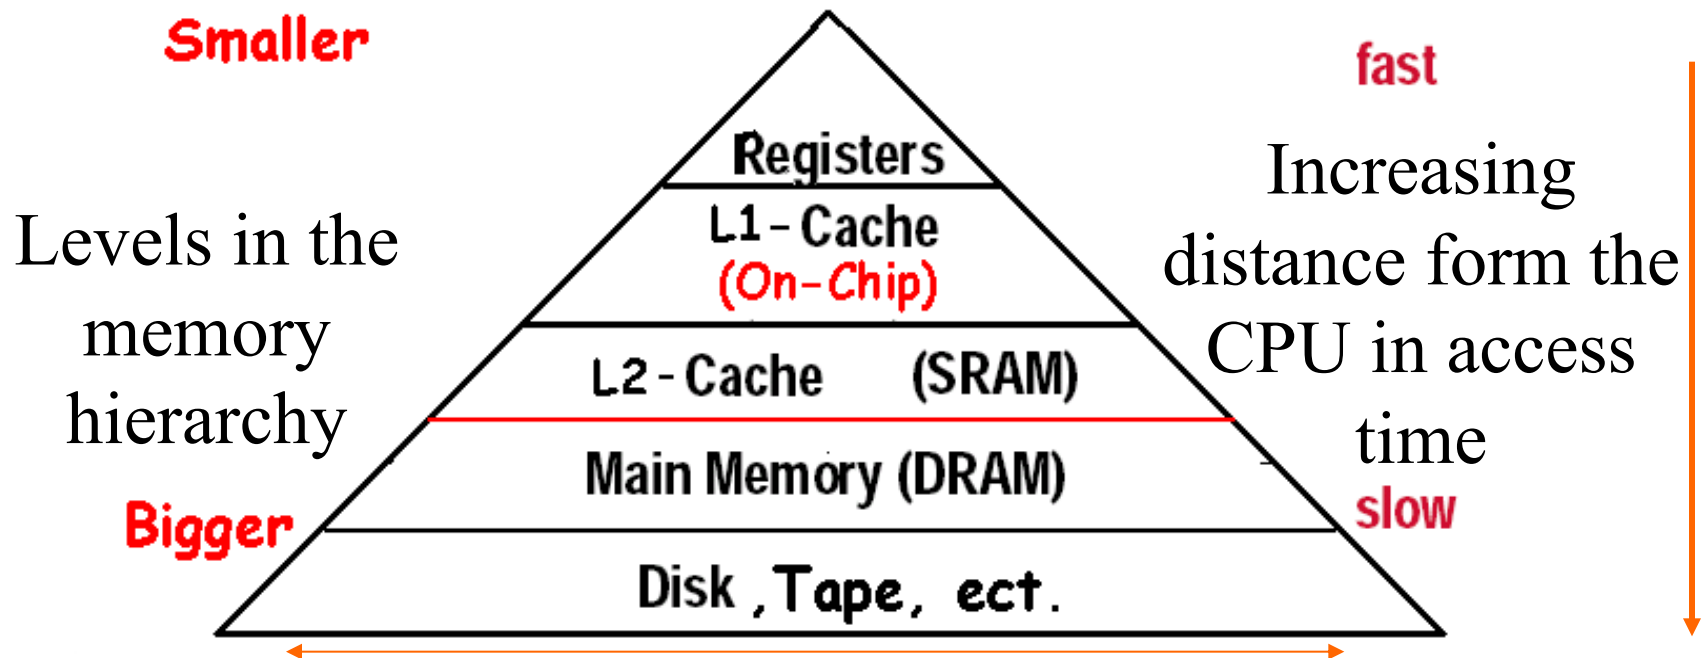 Smaller
fast
Registers
L1-Cache
(On-Chip)
L2-Cache (SRAM)
Main Memory (DRAM)
Disk ,Tape, ect.
Levels in the
memory
hierarchy
Bigger
Increasing
distance form the
CPU in access
time
slow